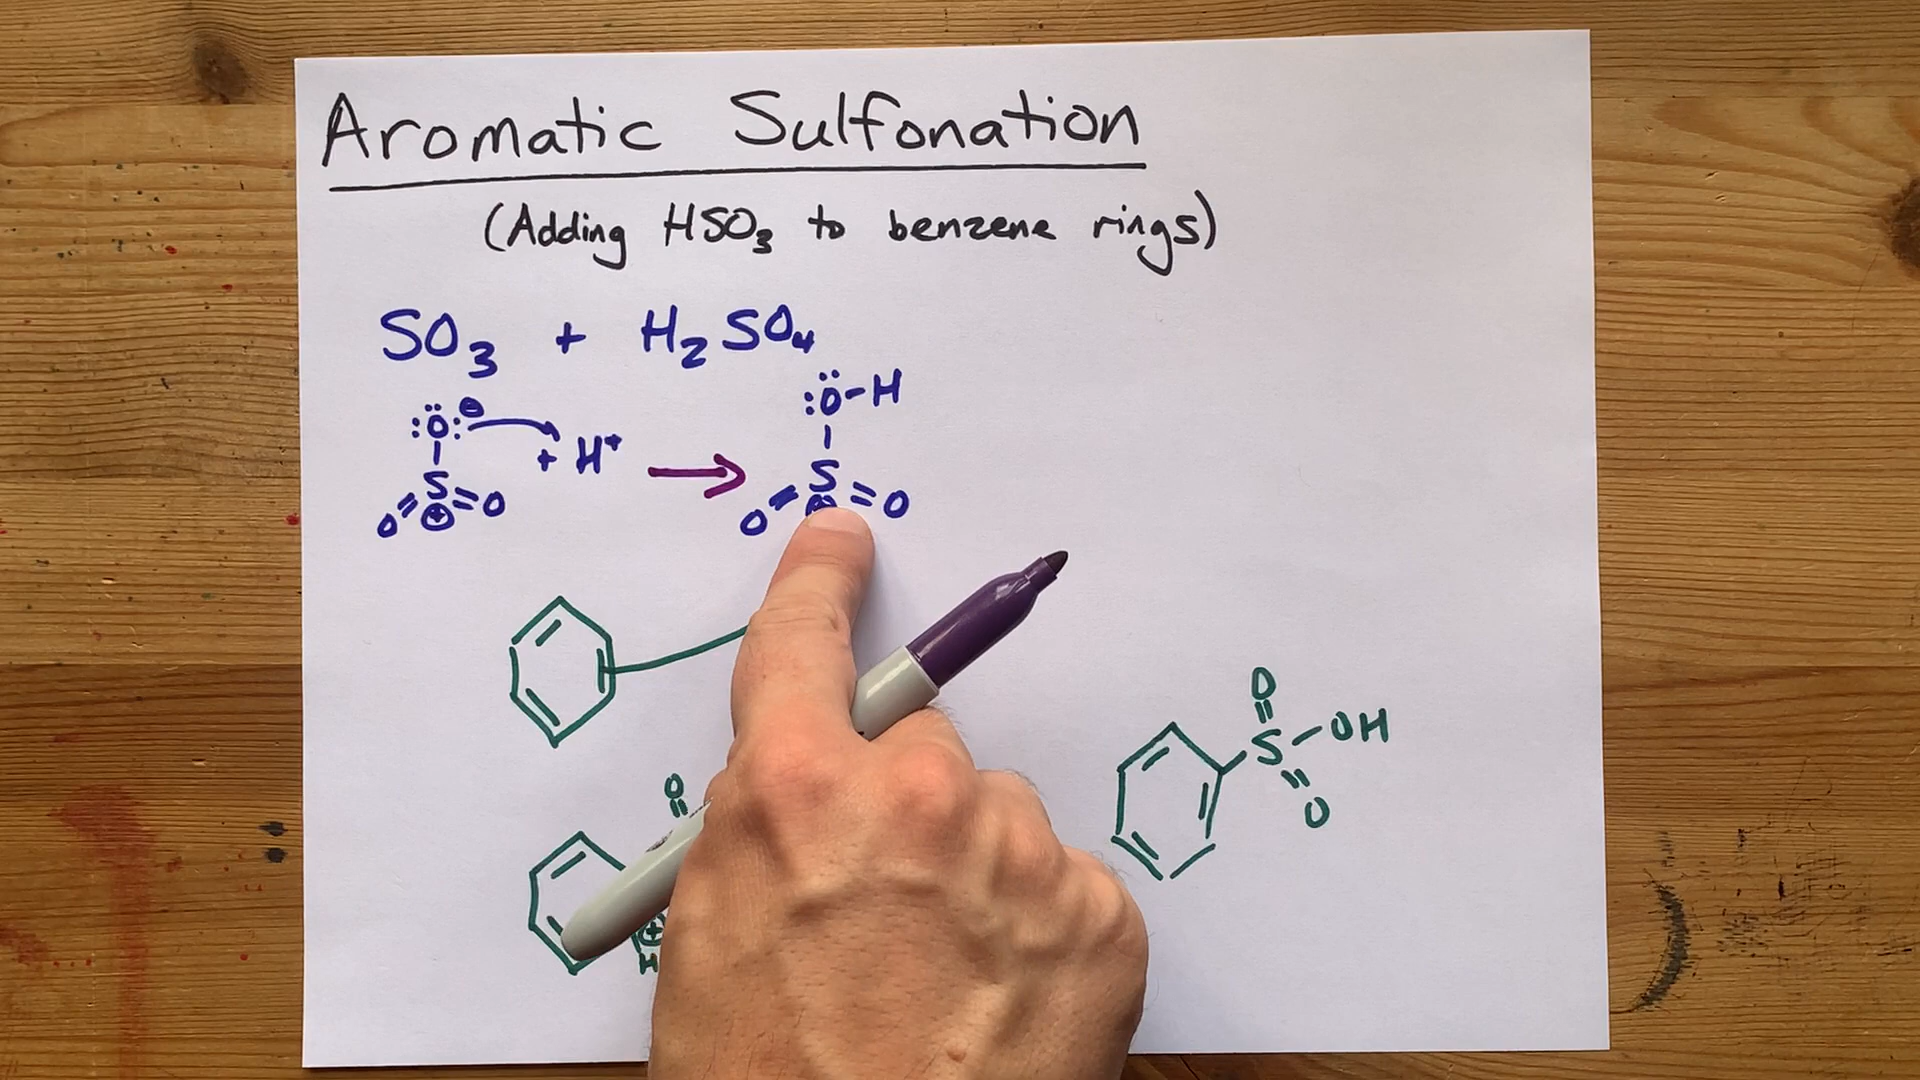 Aromatic Sulfonation
(Adding HSO₃ to benzene rings)
SO₃ + H₂SO₄
:Ö:⊖ + H⁺ → :Ö-H
S S
O=⊕=O O= =O
O
S-OH
O
O
⊕
H